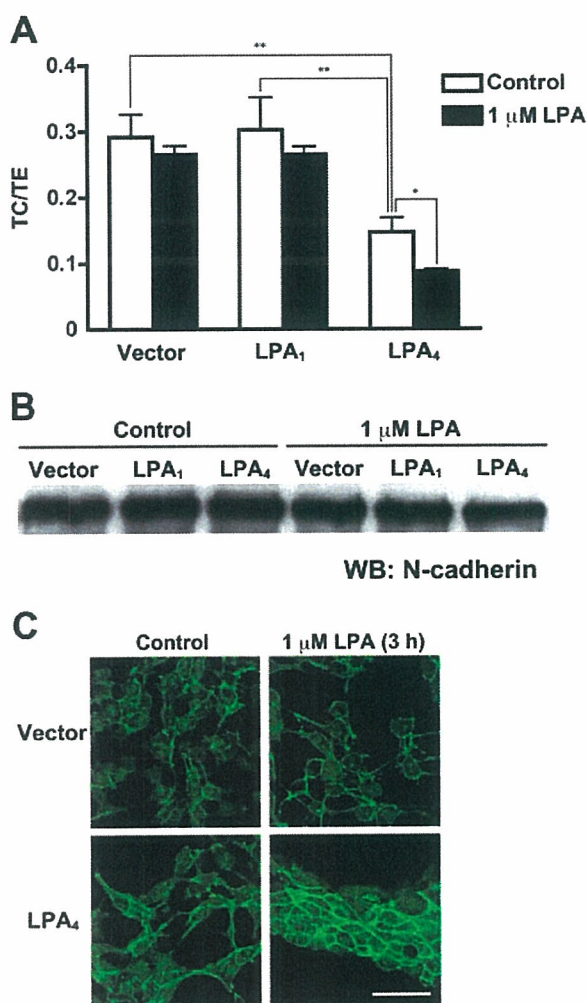 A
** 
**
*
0.4
0.3
0.2
0.1
0
TC/TE
Control
1 μM LPA
Vector LPA₁ LPA₄
B
Control 1 μM LPA
Vector LPA₁ LPA₄ Vector LPA₁ LPA₄
WB: N-cadherin
C
Control 1 μM LPA (3 h)
Vector
LPA₄